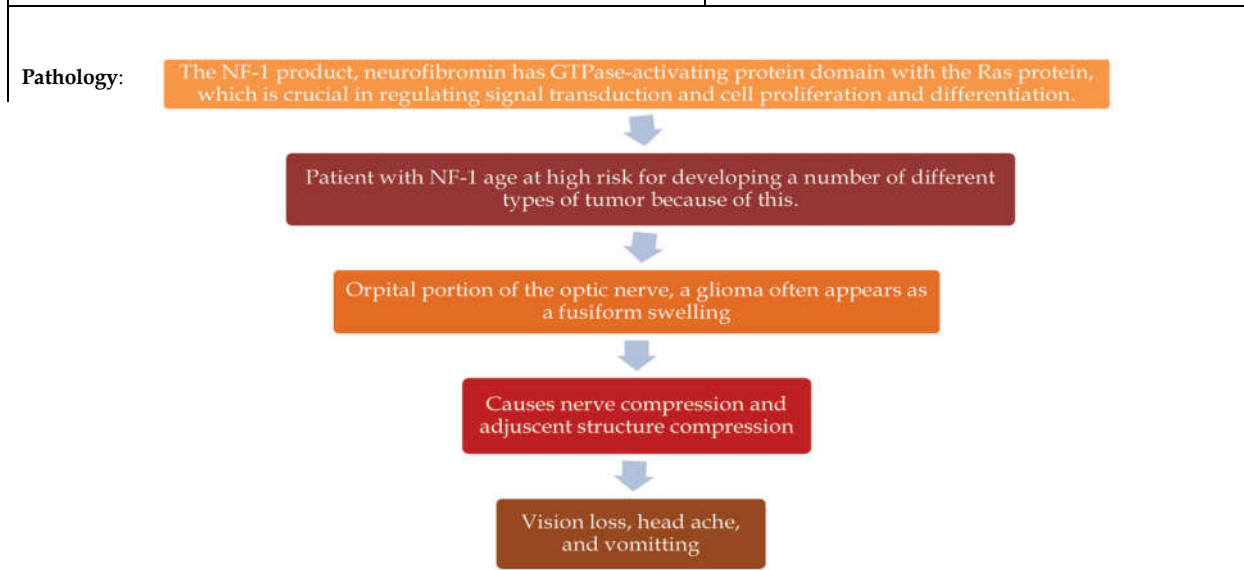 Pathology:
The NF-1 product, neurofibromin has GTPase-activating protein domain with the Ras protein,
which is crucial in regulating signal transduction and cell proliferation and differentiation.
Patient with NF-1 age at high risk for developing a number of different
types of tumor because of this.
Orpital portion of the optic nerve, a glioma often appears as
a fusiform swelling
Causes nerve compression and
adjuscent structure compression
Vision loss, head ache,
and vomitting